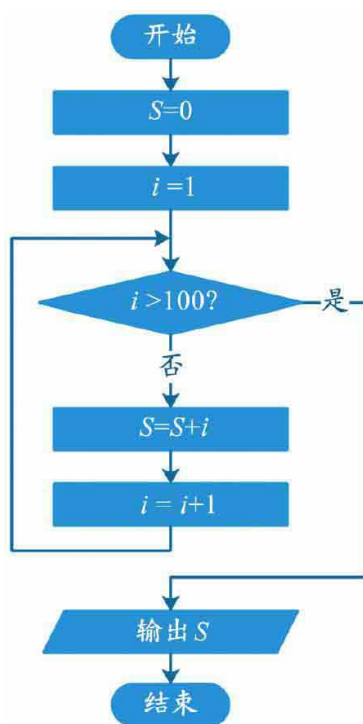 开始
S=0
i =1
i >100?
是
否
S=S+i
i = i+1
输出 S
结束